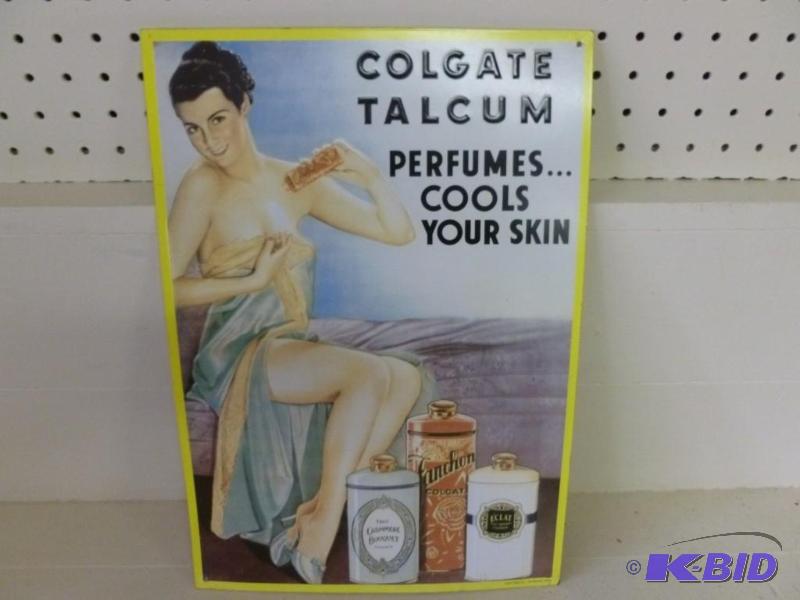 COLGATE
TALCUM
PERFUMES...
COOLS
YOUR SKIN
Fanchon
COLGATE
CASHMERE
BOUQUET
ECLAT
© K-BID